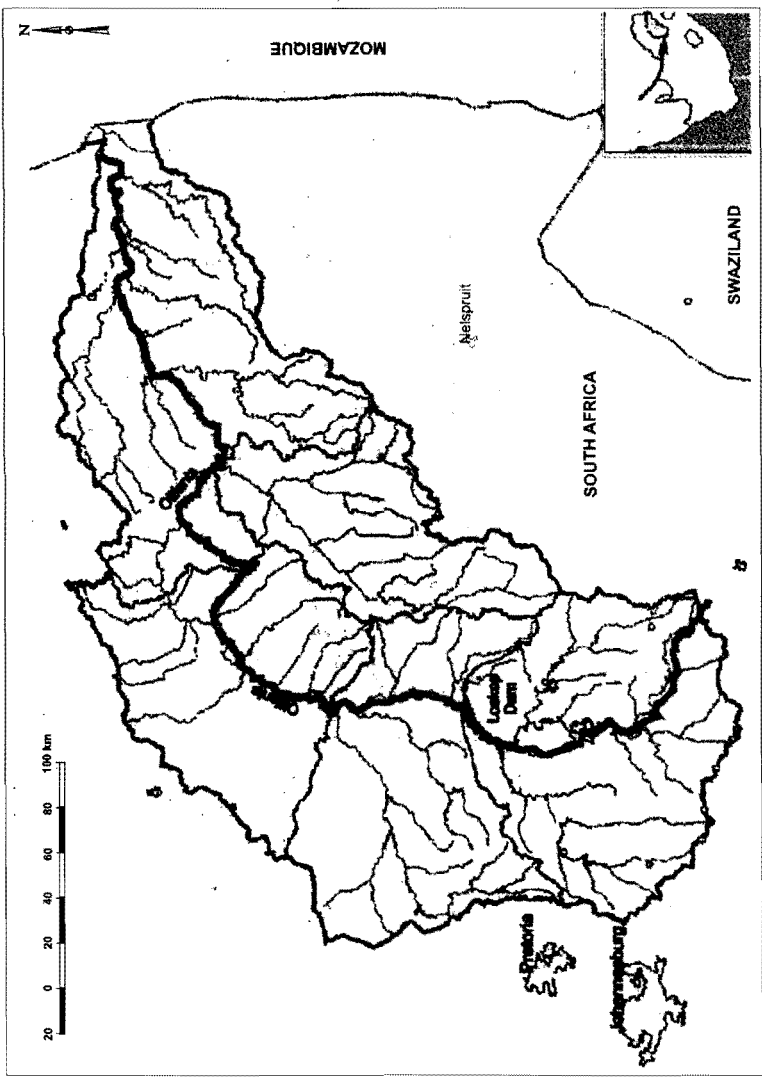 N
MOZAMBIQUE
Nelspruit
SOUTH AFRICA
SWAZILAND
Loskop
Dam
Pretoria
Johannesburg
20 0 20 40 60 80 100 km